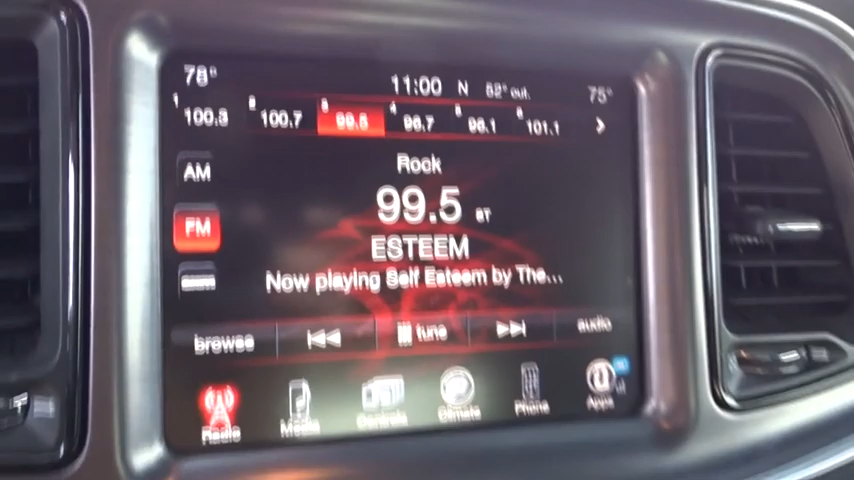 78° 11:00 N 82° out. 75°
1 100.3 2 100.7 3 99.5 4 96.7 5 96.1 6 101.1
AM
Rock
FM
99.5 ST
ESTEEM
Now playing Self Esteem by The...
browse tune audio
Radio Media Controls Climate Phone Apps